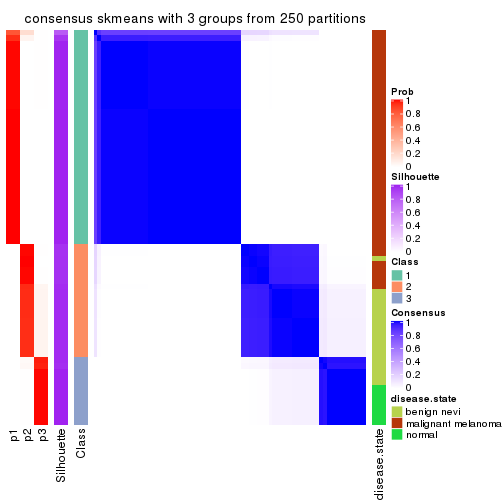 consensus skmeans with 3 groups from 250 partitions
Prob
1
0.8
0.6
0.4
0.2
0
Silhouette
1
0.8
0.6
0.4
0.2
0
Class
1
2
3
Consensus
1
0.8
0.6
0.4
0.2
0
disease.state
benign nevi
malignant melanoma
normal
p1
p2
p3
Silhouette
Class
disease.state